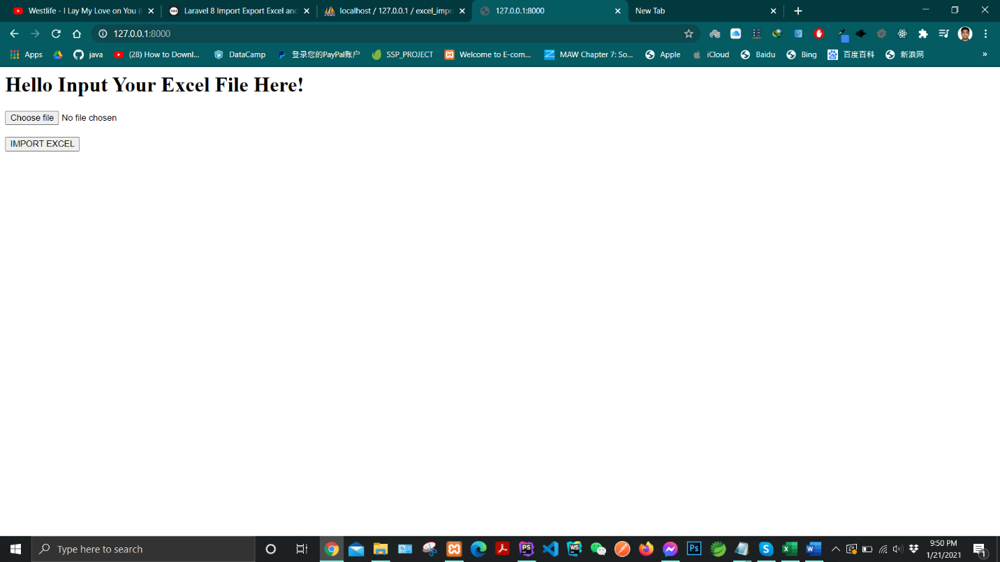 Westlife - I Lay My Love on You (
Laravel 8 Import Export Excel and
localhost / 127.0.0.1 / excel_impo
127.0.0.1:8000
New Tab
127.0.0.1:8000
Apps
java
(28) How to Downl...
DataCamp
登录您的PayPal账户
SSP_PROJECT
Welcome to E-com...
MAW Chapter 7: So...
Apple
iCloud
Baidu
Bing
百度百科
新浪网
»
Hello Input Your Excel File Here!
Choose file No file chosen
IMPORT EXCEL
Type here to search
9:50 PM
1/21/2021
1